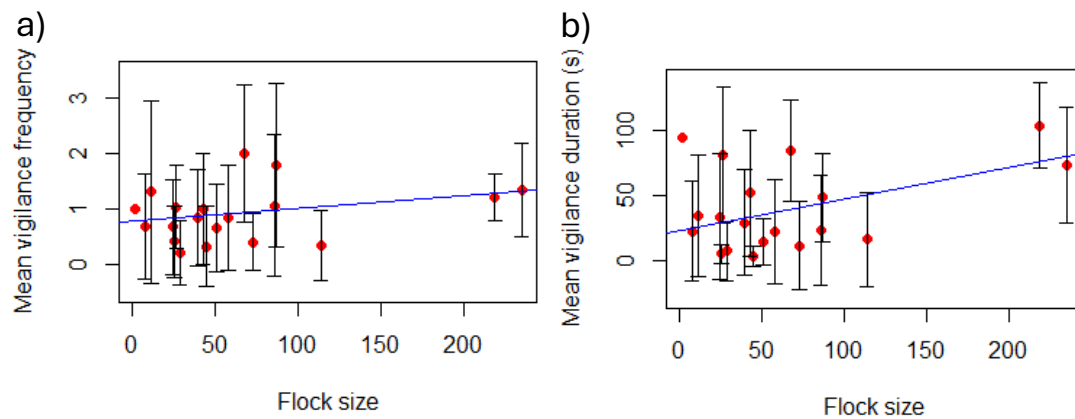 a)
Mean vigilance frequency
3
2
1
0
0 50 100 150 200
Flock size
b)
Mean vigilance duration (s)
100
50
0
0 50 100 150 200
Flock size